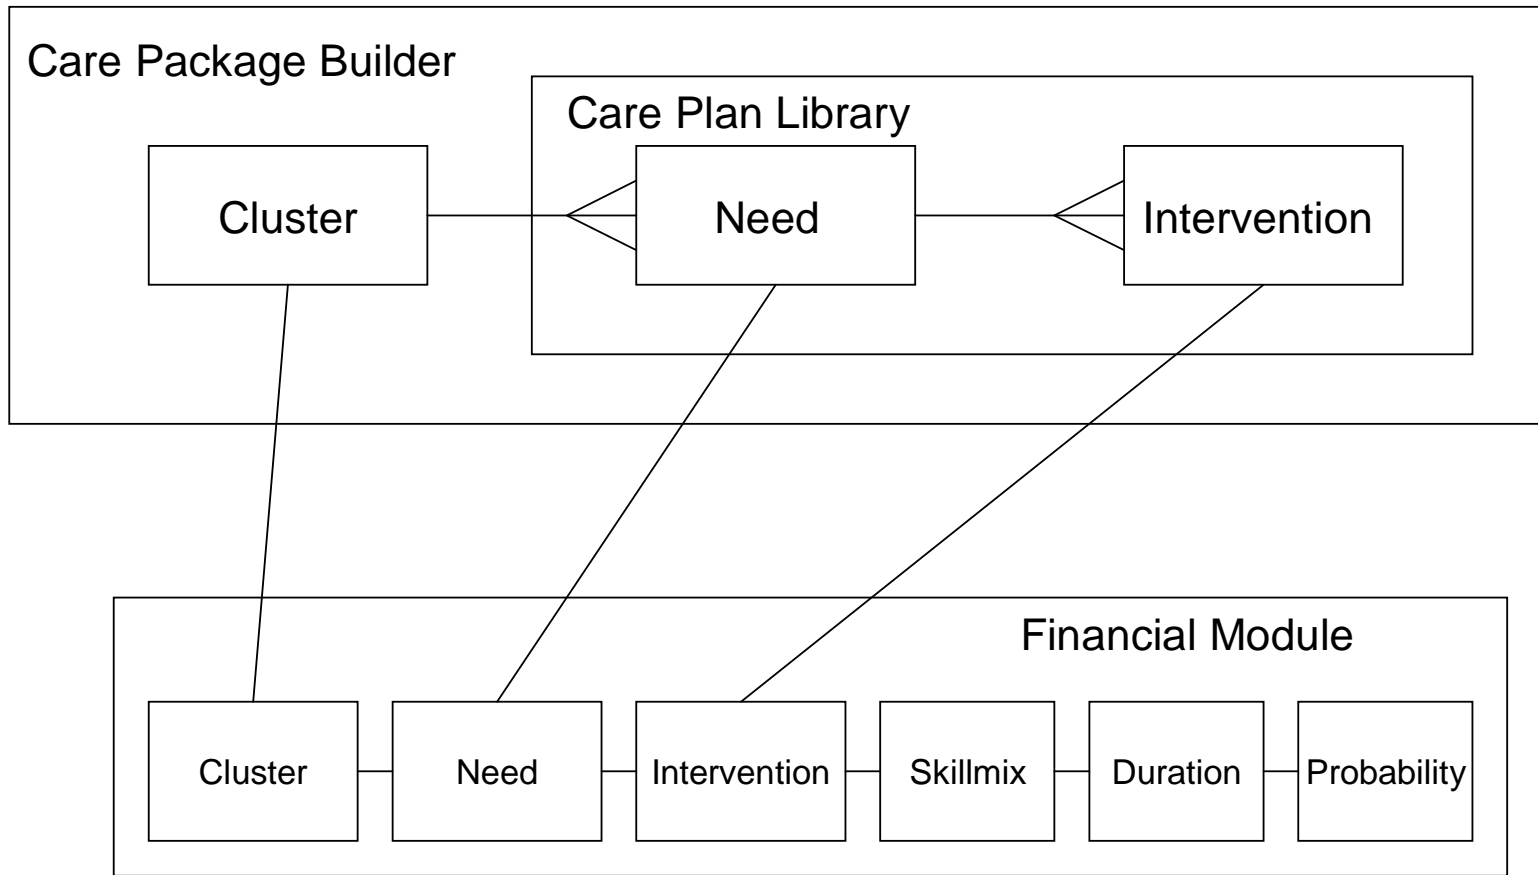 Care Package Builder
Care Plan Library
Cluster
Need
Intervention
Financial Module
Cluster
Need
Intervention
Skillmix
Duration
Probability